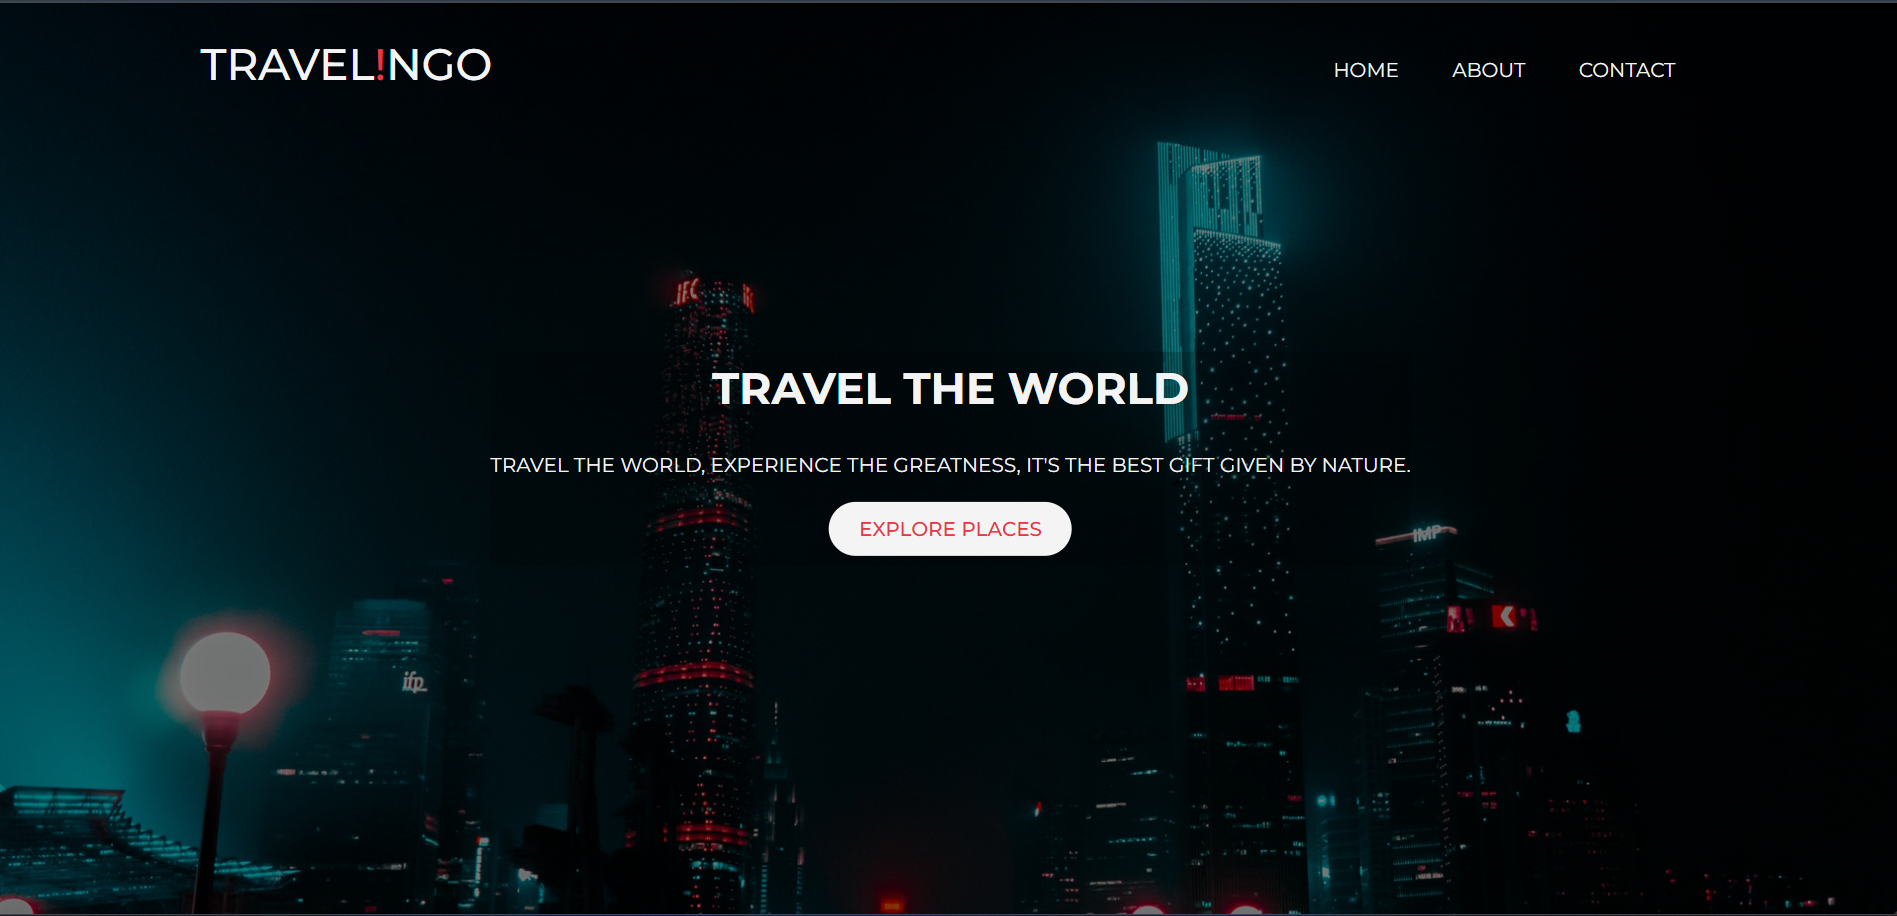 TRAVEL!NGO
HOME ABOUT CONTACT
IFC
TRAVEL THE WORLD
TRAVEL THE WORLD, EXPERIENCE THE GREATNESS, IT'S THE BEST GIFT GIVEN BY NATURE.
EXPLORE PLACES
IMP
ifp